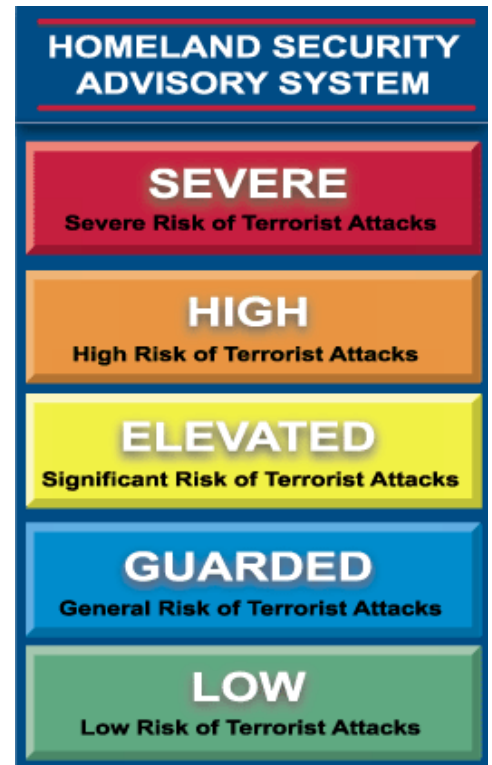 HOMELAND SECURITY
ADVISORY SYSTEM
SEVERE
Severe Risk of Terrorist Attacks
HIGH
High Risk of Terrorist Attacks
ELEVATED
Significant Risk of Terrorist Attacks
GUARDED
General Risk of Terrorist Attacks
LOW
Low Risk of Terrorist Attacks